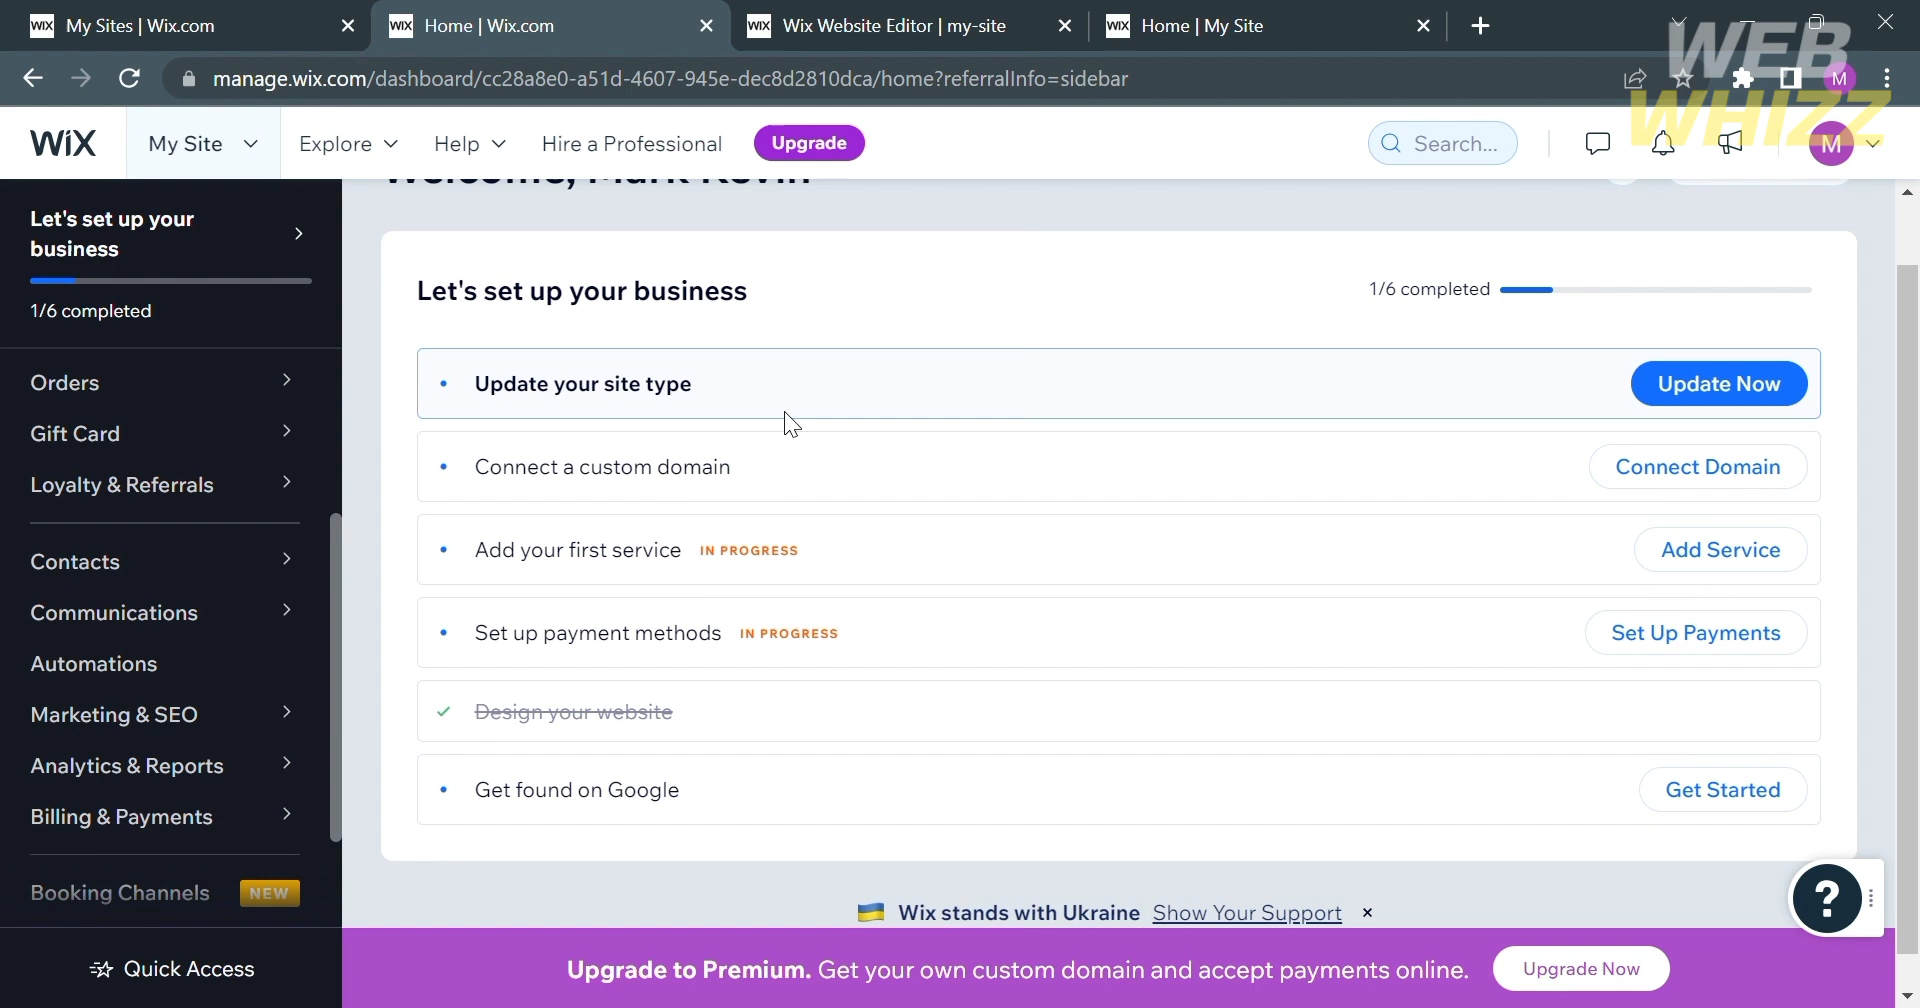 WIX My Sites | Wix.com
WIX Home | Wix.com
WIX Wix Website Editor | my-site
WIX Home | My Site
manage.wix.com/dashboard/cc28a8e0-a51d-4607-945e-dec8d2810dca/home?referralInfo=sidebar
M
WEB
WHIZZ
WiX
My Site
Explore
Help
Hire a Professional
Upgrade
Search...
M
Welcome, Mark Kevin
Let's set up your
business
1/6 completed
Orders
Gift Card
Loyalty & Referrals
Contacts
Communications
Automations
Marketing & SEO
Analytics & Reports
Billing & Payments
Booking Channels NEW
Quick Access
Let's set up your business
1/6 completed
Update your site type
Update Now
Connect a custom domain
Connect Domain
Add your first service IN PROGRESS
Add Service
Set up payment methods IN PROGRESS
Set Up Payments
Design your website
Get found on Google
Get Started
?
Wix stands with Ukraine Show Your Support
Upgrade to Premium. Get your own custom domain and accept payments online.
Upgrade Now